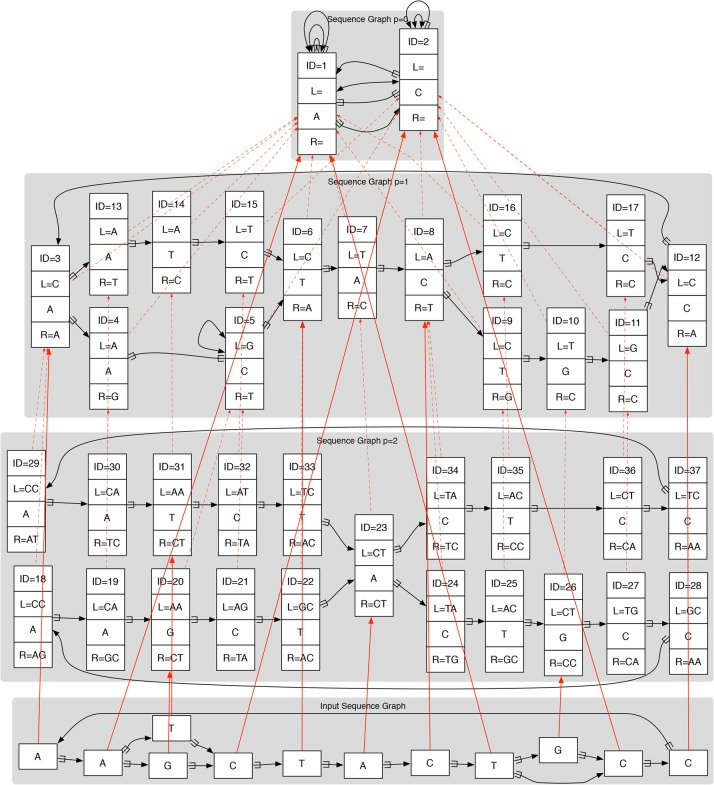 Sequence Graph p=0
ID=1
L=
A
R=
ID=2
L=
C
R=
Sequence Graph p=1
ID=13
L=A
A
R=T
ID=14
L=A
T
R=C
ID=15
L=T
C
R=T
ID=16
L=C
T
R=C
ID=17
L=T
C
R=C
ID=3
L=C
A
R=A
ID=6
L=C
T
R=A
ID=7
L=T
A
R=C
ID=8
L=A
C
R=T
ID=12
L=C
C
R=A
ID=4
L=A
A
R=G
ID=5
L=G
C
R=T
ID=9
L=C
T
R=G
ID=10
L=T
G
R=C
ID=11
L=G
C
R=C
Sequence Graph p=2
ID=29
L=CC
A
R=AT
ID=30
L=CA
A
R=TC
ID=31
L=AA
T
R=CT
ID=32
L=AT
C
R=TA
ID=33
L=TC
T
R=AC
ID=34
L=TA
C
R=TC
ID=35
L=AC
T
R=CC
ID=36
L=CT
C
R=CA
ID=37
L=TC
C
R=AA
ID=23
L=CT
A
R=CT
ID=18
L=CC
A
R=AG
ID=19
L=CA
A
R=GC
ID=20
L=AA
G
R=CT
ID=21
L=AG
C
R=TA
ID=22
L=GC
T
R=AC
ID=24
L=TA
C
R=TG
ID=25
L=AC
T
R=GC
ID=26
L=CT
G
R=CC
ID=27
L=TG
C
R=CA
ID=28
L=GC
C
R=AA
Input Sequence Graph
T
G
A
A
G
C
T
A
C
T
C
C